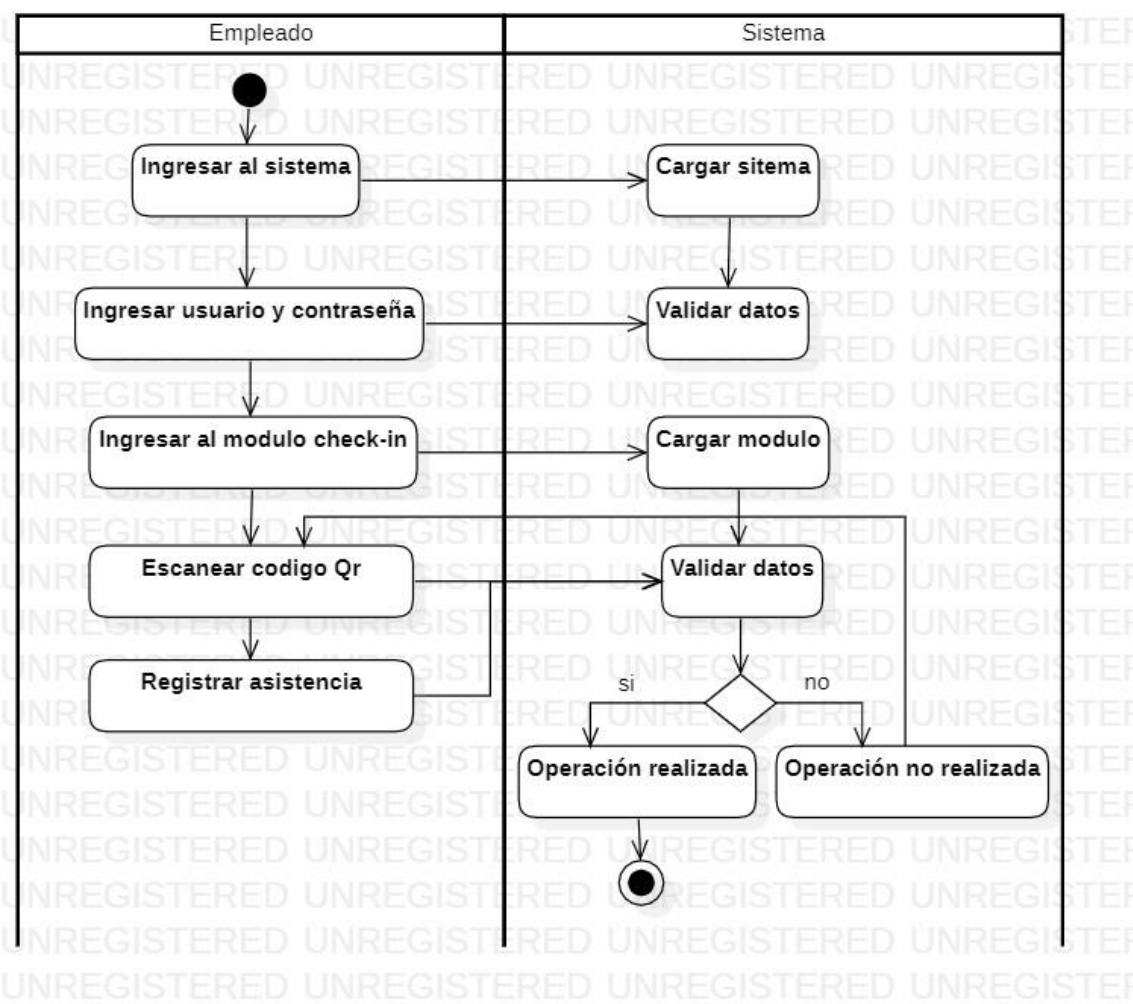 Empleado
Sistema
Ingresar al sistema
Cargar sitema
Ingresar usuario y contraseña
Validar datos
Ingresar al modulo check-in
Cargar modulo
Escanear codigo Qr
Validar datos
Registrar asistencia
si
no
Operación realizada
Operación no realizada
UNREGISTERED